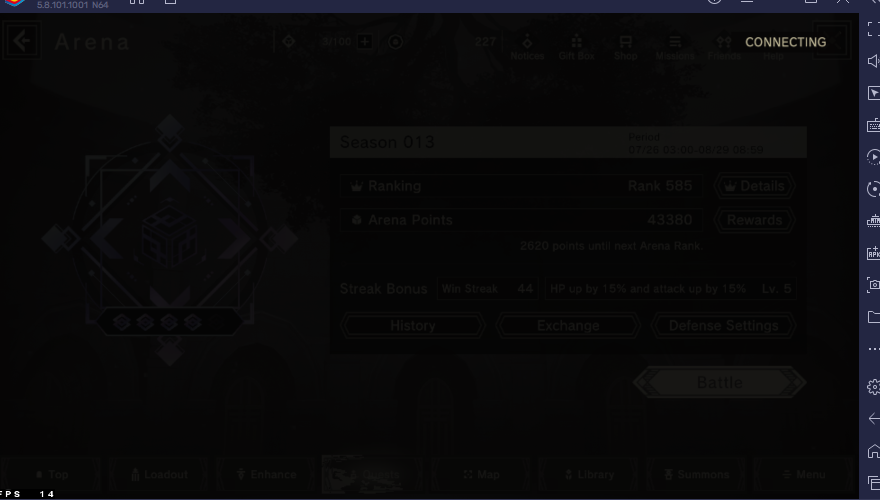 5.8.101.1001 N64
Arena
227
CONNECTING
Notices Gift Box Shop Missions Friends Help
Season 013
Period
Ranking Rank 585 Details
Arena Points 43380 Rewards
2620 points until next Arena Rank
Streak Bonus Win Streak 44 HP up by 15% and attack up by 15% Lv. 5
History Exchange Defense Settings
Battle
Top Loadout Enhance Map Library Summons Menu
FPS 14